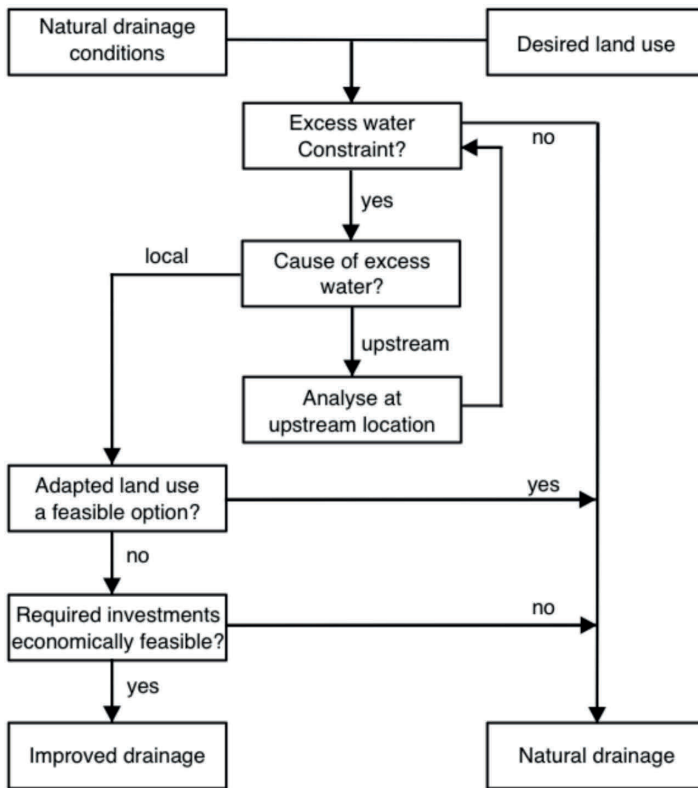 Natural drainage
conditions
Desired land use
Excess water
Constraint?
no
yes
local
Cause of excess
water?
upstream
Analyse at
upstream location
Adapted land use
a feasible option?
yes
no
Required investments
economically feasible?
no
yes
Improved drainage
Natural drainage